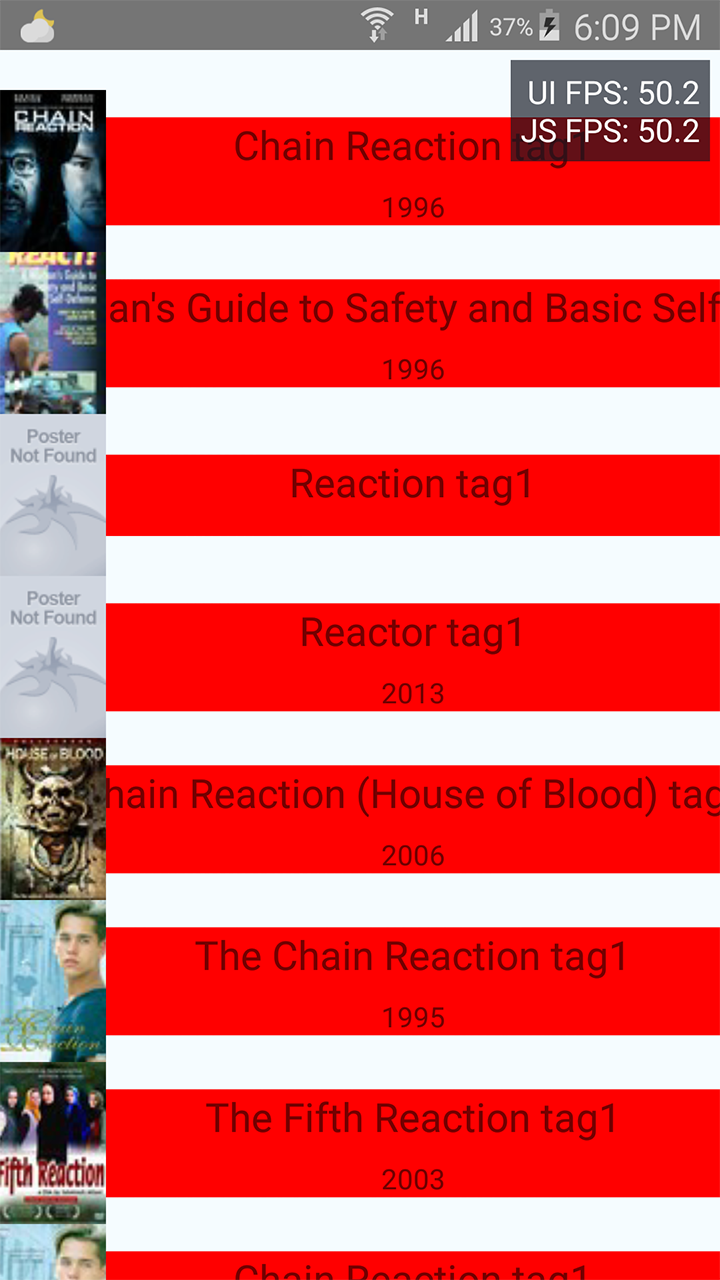 H 37% 6:09 PM
UI FPS: 50.2
JS FPS: 50.2
CHAIN
REACTION
Chain Reaction tag1
1996
REACT!
Guide to
Safety and Basic
Self-Defense
an's Guide to Safety and Basic Self
1996
Poster
Not Found
Reaction tag1
Poster
Not Found
Reactor tag1
2013
HOUSE OF BLOOD
hain Reaction (House of Blood) tag
2006
Chain
Reaction
The Chain Reaction tag1
1995
Fifth Reaction
The Fifth Reaction tag1
2003
Chain Reaction tag1